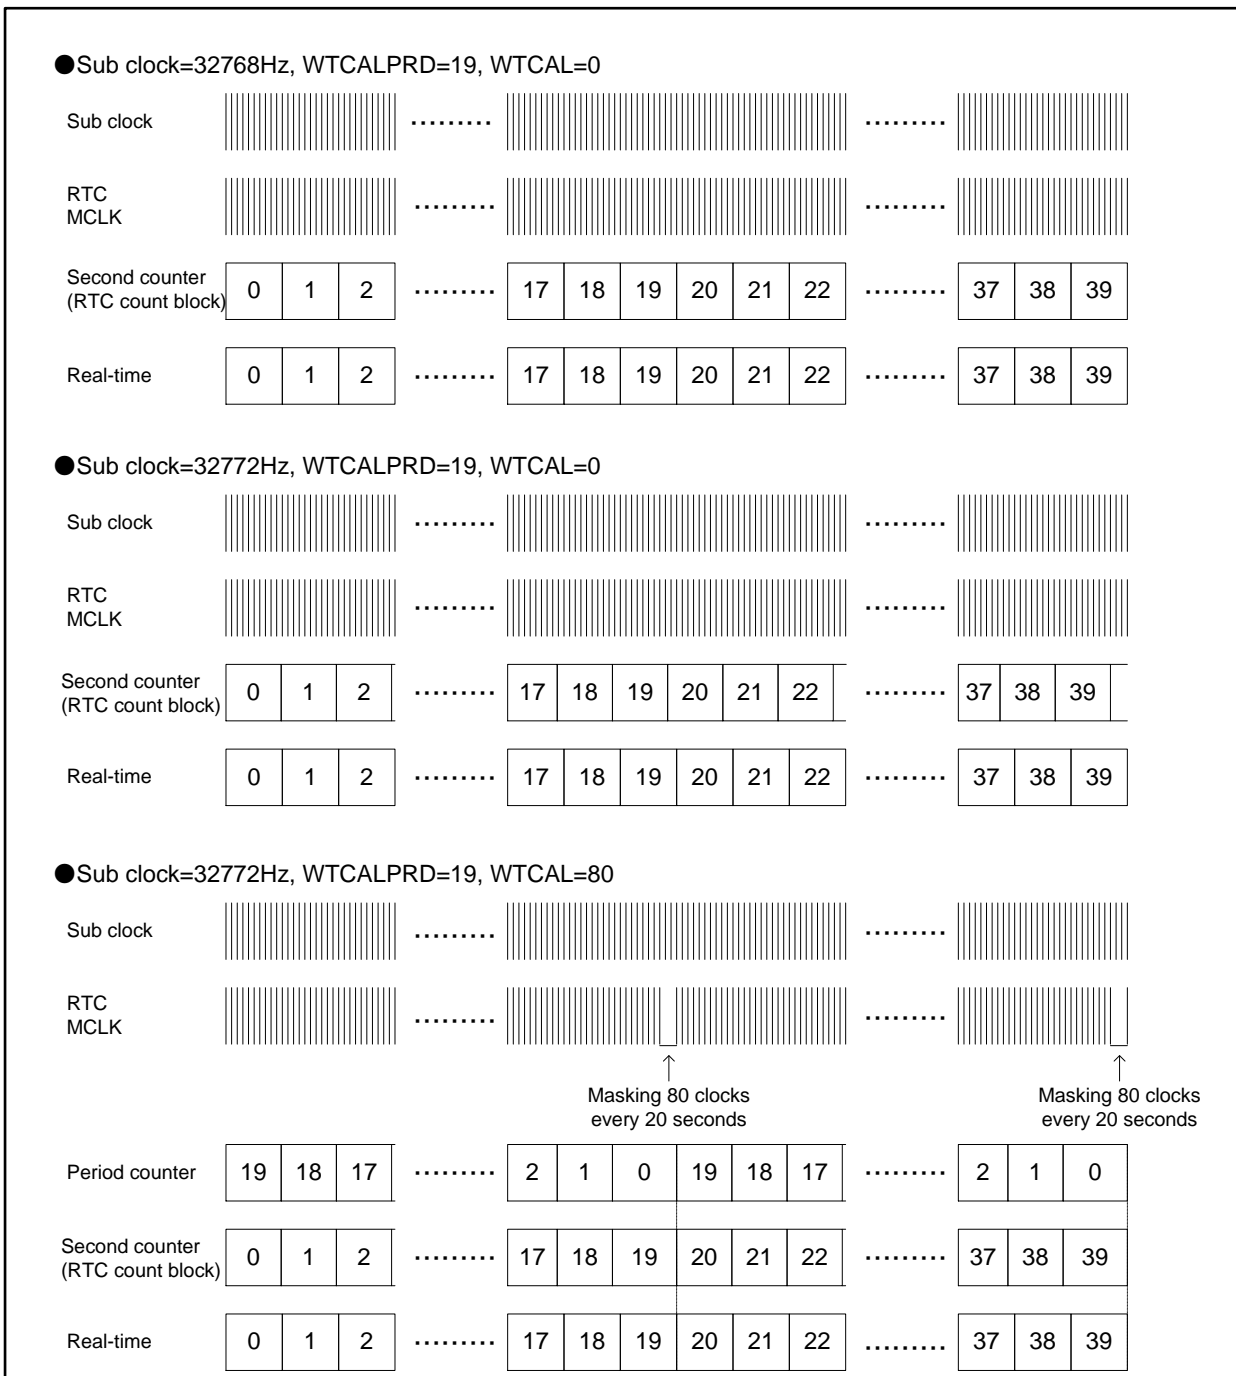 ●Sub clock=32768Hz, WTCALPRD=19, WTCAL=0
Sub clock ......... .........
RTC
MCLK ......... .........
Second counter
(RTC count block) 0 1 2 ......... 17 18 19 20 21 22 ......... 37 38 39
Real-time 0 1 2 ......... 17 18 19 20 21 22 ......... 37 38 39
●Sub clock=32772Hz, WTCALPRD=19, WTCAL=0
Sub clock ......... .........
RTC
MCLK ......... .........
Second counter
(RTC count block) 0 1 2 ......... 17 18 19 20 21 22 ......... 37 38 39
Real-time 0 1 2 ......... 17 18 19 20 21 22 ......... 37 38 39
●Sub clock=32772Hz, WTCALPRD=19, WTCAL=80
Sub clock ......... .........
RTC
MCLK ......... .........
Masking 80 clocks
every 20 seconds
Masking 80 clocks
every 20 seconds
Period counter 19 18 17 ......... 2 1 0 19 18 17 ......... 2 1 0
Second counter
(RTC count block) 0 1 2 ......... 17 18 19 20 21 22 ......... 37 38 39
Real-time 0 1 2 ......... 17 18 19 20 21 22 ......... 37 38 39